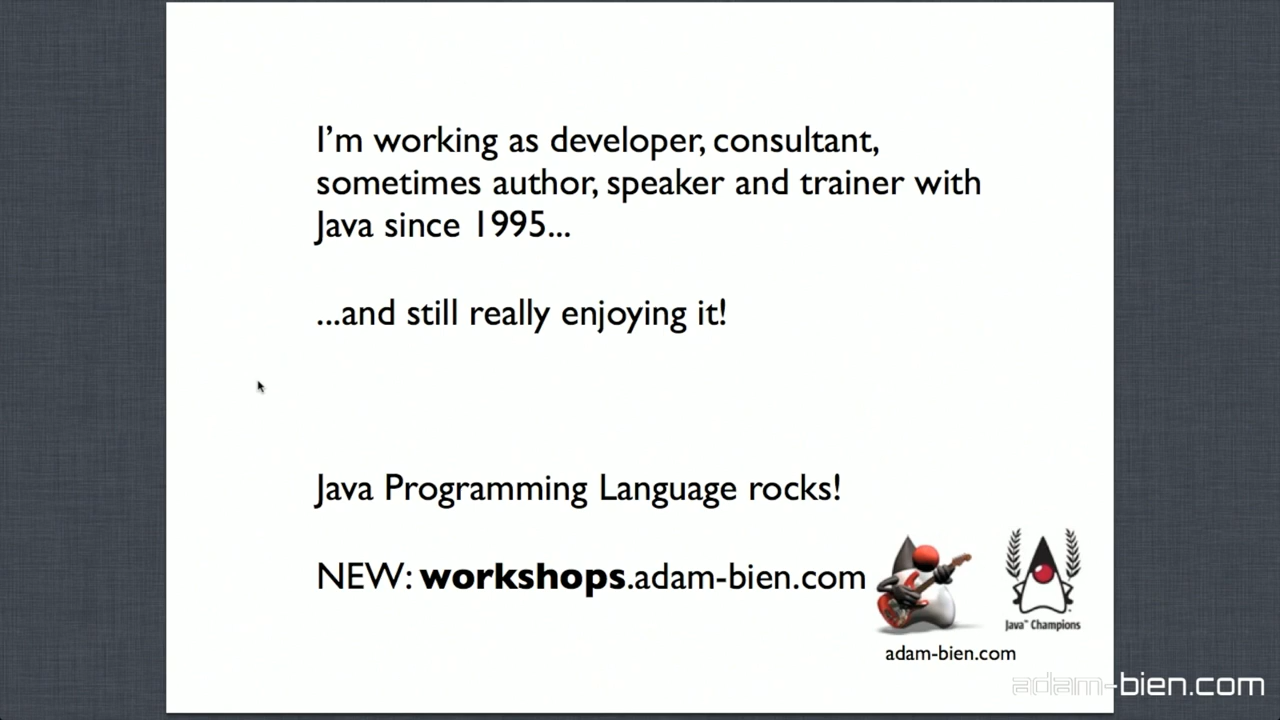 I'm working as developer, consultant,
sometimes author, speaker and trainer with
Java since 1995...
...and still really enjoying it!
Java Programming Language rocks!
NEW: workshops.adam-bien.com
Java™ Champions
adam-bien.com
adam-bien.com